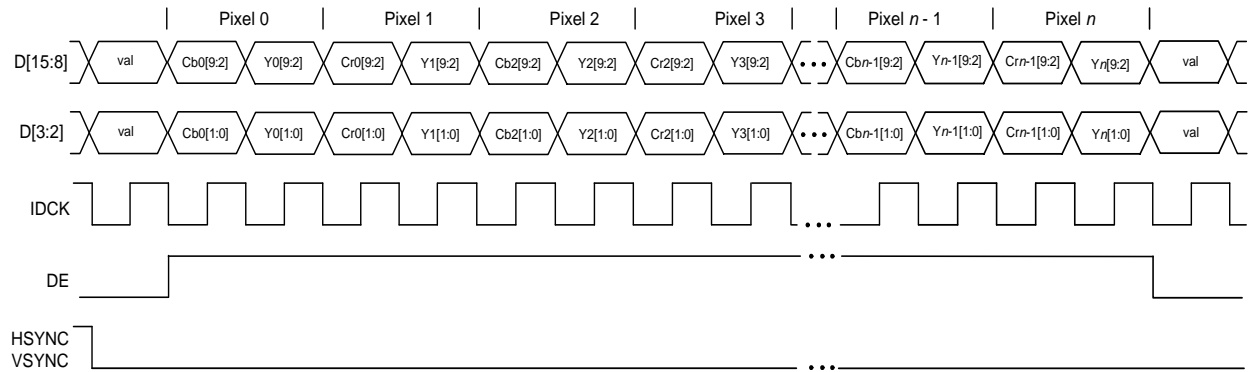 Pixel 0 Pixel 1 Pixel 2 Pixel 3 Pixel n - 1 Pixel n
D[15:8] val Cb0[9:2] Y0[9:2] Cr0[9:2] Y1[9:2] Cb2[9:2] Y2[9:2] Cr2[9:2] Y3[9:2] ••• Cbn-1[9:2] Yn-1[9:2] Crn-1[9:2] Yn[9:2] val
D[3:2] val Cb0[1:0] Y0[1:0] Cr0[1:0] Y1[1:0] Cb2[1:0] Y2[1:0] Cr2[1:0] Y3[1:0] ••• Cbn-1[1:0] Yn-1[1:0] Crn-1[1:0] Yn[1:0] val
IDCK •••
DE •••
HSYNC
VSYNC •••